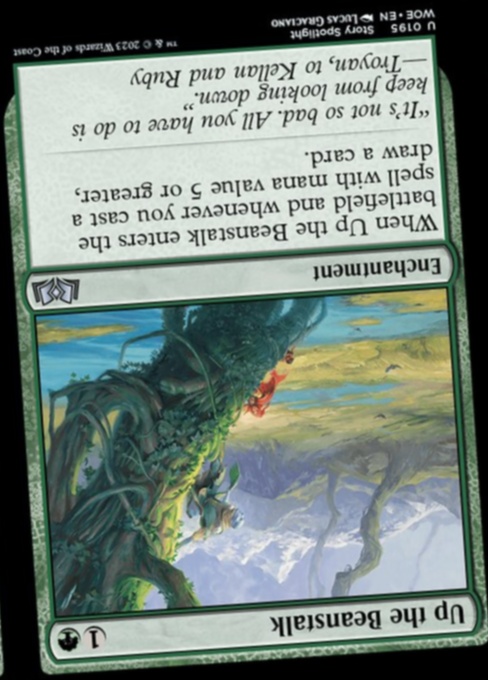 Up the Beanstalk 1
Enchantment
When Up the Beanstalk enters the
battlefield and whenever you cast a
spell with mana value 5 or greater,
draw a card.
“It’s not so bad. All you have to do is
keep from looking down.”
—Troyan, to Kellan and Ruby
U 0195 Story Spotlight
WOE • EN LUCAS GRACIANO
™ & © 2023 Wizards of the Coast